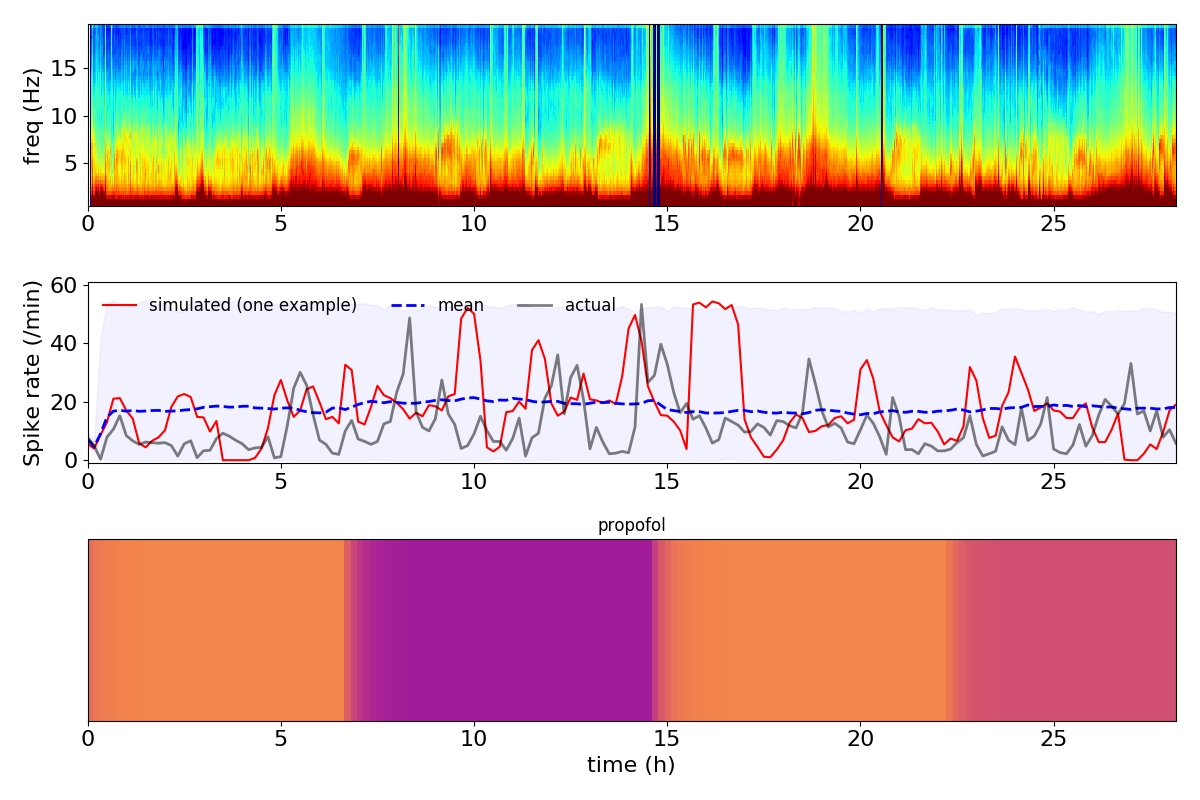 freq (Hz)
15
10
5
0 5 10 15 20 25
Spike rate (/min)
60
40
20
0
simulated (one example) mean actual
0 5 10 15 20 25
propofol
0 5 10 15 20 25
time (h)